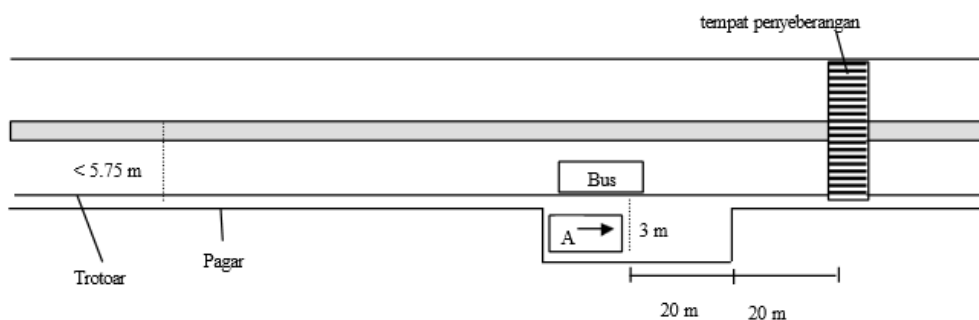 tempat penyeberangan
< 5.75 m
Bus
A
3 m
Pagar
Trotoar
20 m
20 m